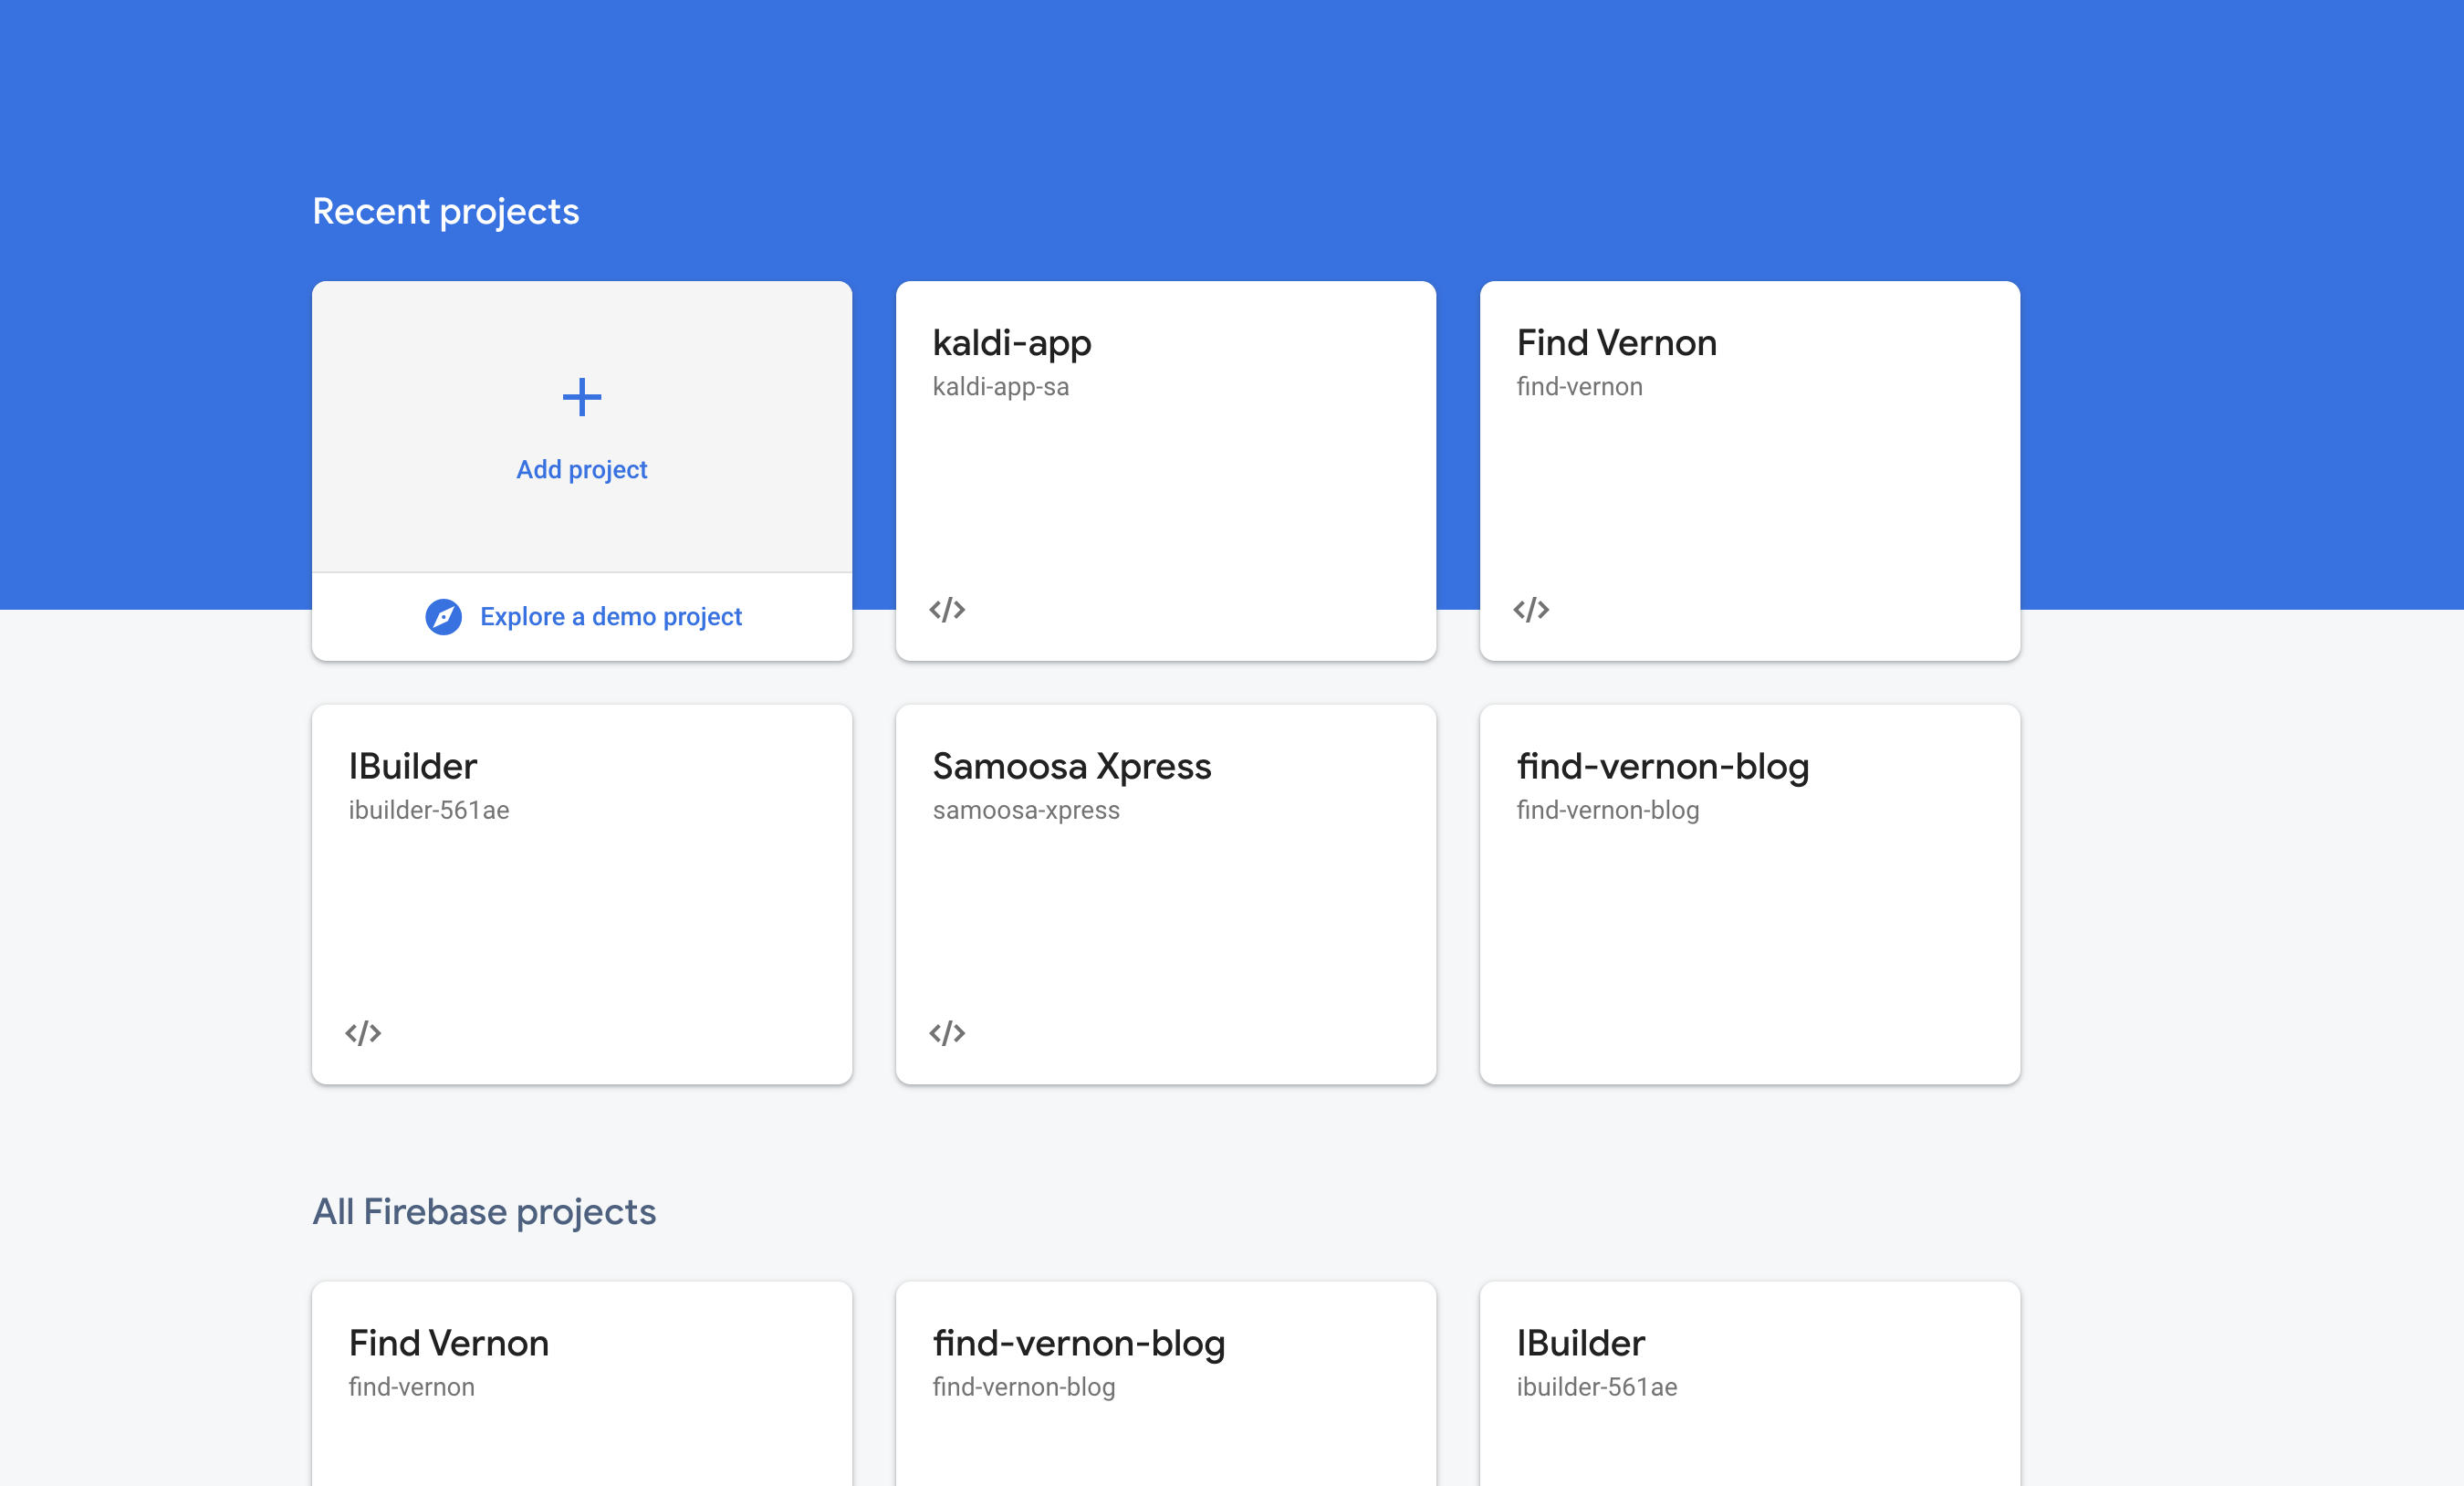 Recent projects
Add project
Explore a demo project
kaldi-app
kaldi-app-sa
Find Vernon
find-vernon
IBuilder
ibuilder-561ae
Samoosa Xpress
samoosa-xpress
find-vernon-blog
find-vernon-blog
All Firebase projects
Find Vernon
find-vernon
find-vernon-blog
find-vernon-blog
IBuilder
ibuilder-561ae